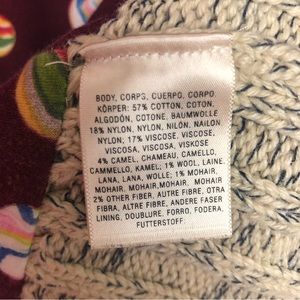 BODY, CORPS, CUERPO, CORPO,
KÖRPER: 57% COTTON, COTON,
ALGODÓN, COTONE, BAUMWOLLE
18% NYLON, NYLON, NILÓN, NAILON
NYLON; 17% VISCOSE, VISCOSE,
VISCOSA, VISCOSA, VISKOSE
4% CAMEL, CHAMEAU, CAMELLO,
CAMMELLO, KAMEL; 1% WOOL, LAINE,
LANA, LANA, WOLLE; 1% MOHAIR,
MOHAIR, MOHAIR, MOHAIR, MOHAIR
2% OTHER FIBER, AUTRE FIBRE, OTRA
FIBRA, ALTRE FIBRE, ANDERE FASER
LINING, DOUBLURE, FORRO, FODERA,
FUTTERSTOFF: